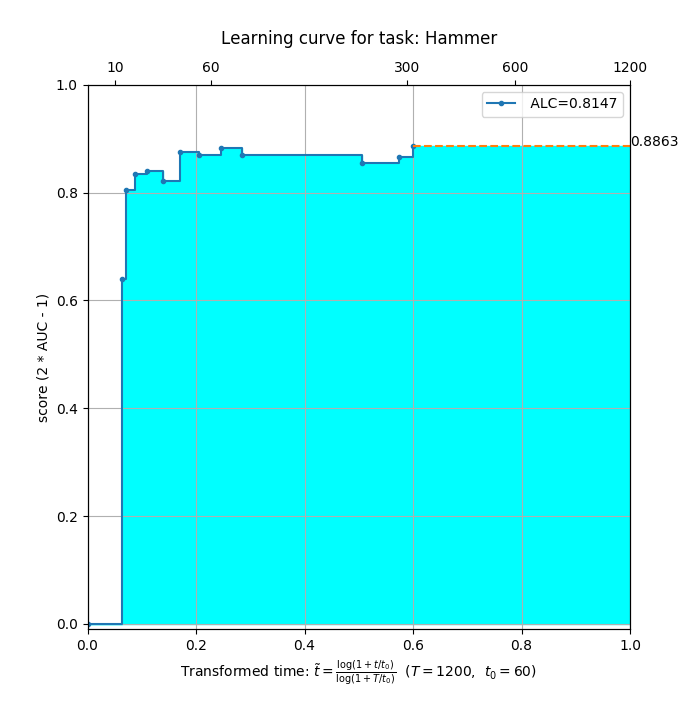 Learning curve for task: Hammer
10 60 300 600 1200
1.0
ALC=0.8147
0.8863
0.8
0.6
0.4
0.2
0.0
score (2 * AUC - 1)
0.0 0.2 0.4 0.6 0.8 1.0
Transformed time: t̃ = log(1 + t/t₀) / log(1 + T/t₀) (T = 1200, t₀ = 60)